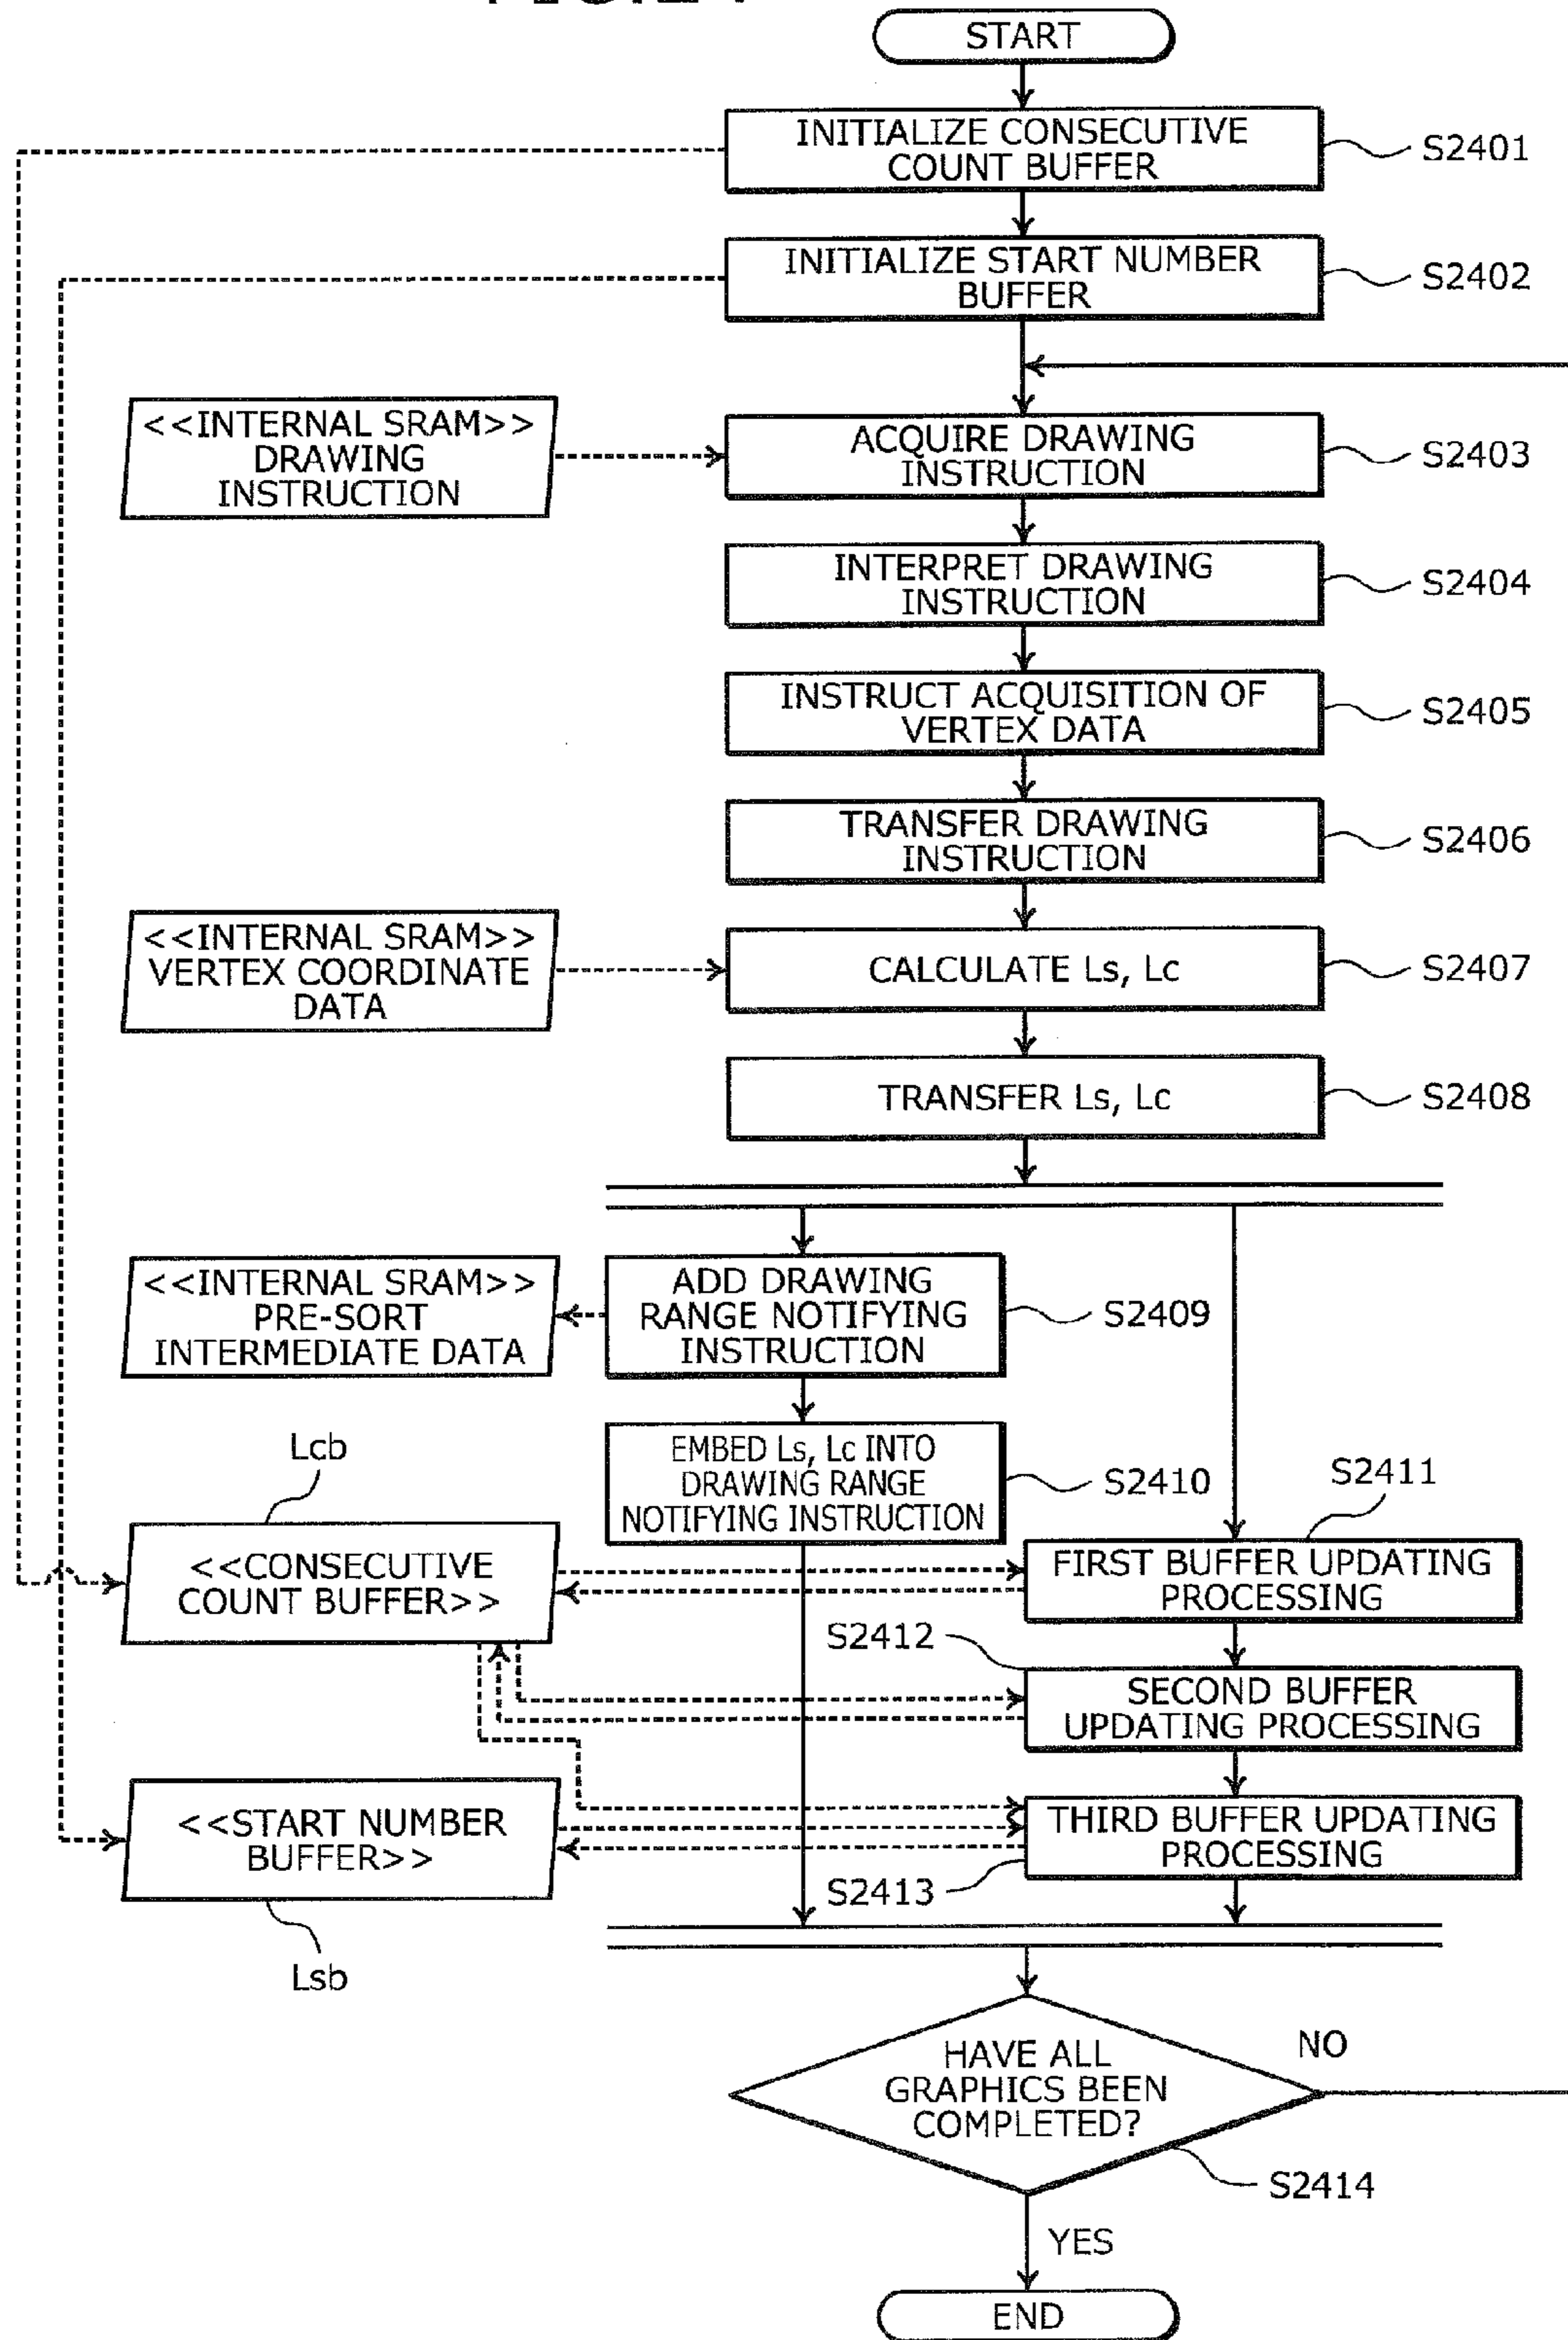 START
INITIALIZE CONSECUTIVE
COUNT BUFFER
S2401
INITIALIZE START NUMBER
BUFFER
S2402
<<INTERNAL SRAM>>
DRAWING
INSTRUCTION
ACQUIRE DRAWING
INSTRUCTION
S2403
INTERPRET DRAWING
INSTRUCTION
S2404
INSTRUCT ACQUISITION OF
VERTEX DATA
S2405
TRANSFER DRAWING
INSTRUCTION
S2406
<<INTERNAL SRAM>>
VERTEX COORDINATE
DATA
CALCULATE Ls, Lc
S2407
TRANSFER Ls, Lc
S2408
<<INTERNAL SRAM>>
PRE-SORT
INTERMEDIATE DATA
ADD DRAWING
RANGE NOTIFYING
INSTRUCTION
S2409
EMBED Ls, Lc INTO
DRAWING RANGE
NOTIFYING INSTRUCTION
S2410
Lcb
<<CONSECUTIVE
COUNT BUFFER>>
S2411
FIRST BUFFER UPDATING
PROCESSING
S2412
SECOND BUFFER
UPDATING PROCESSING
<<START NUMBER
BUFFER>>
Lsb
THIRD BUFFER UPDATING
PROCESSING
S2413
HAVE ALL
GRAPHICS BEEN
COMPLETED?
NO
S2414
YES
END